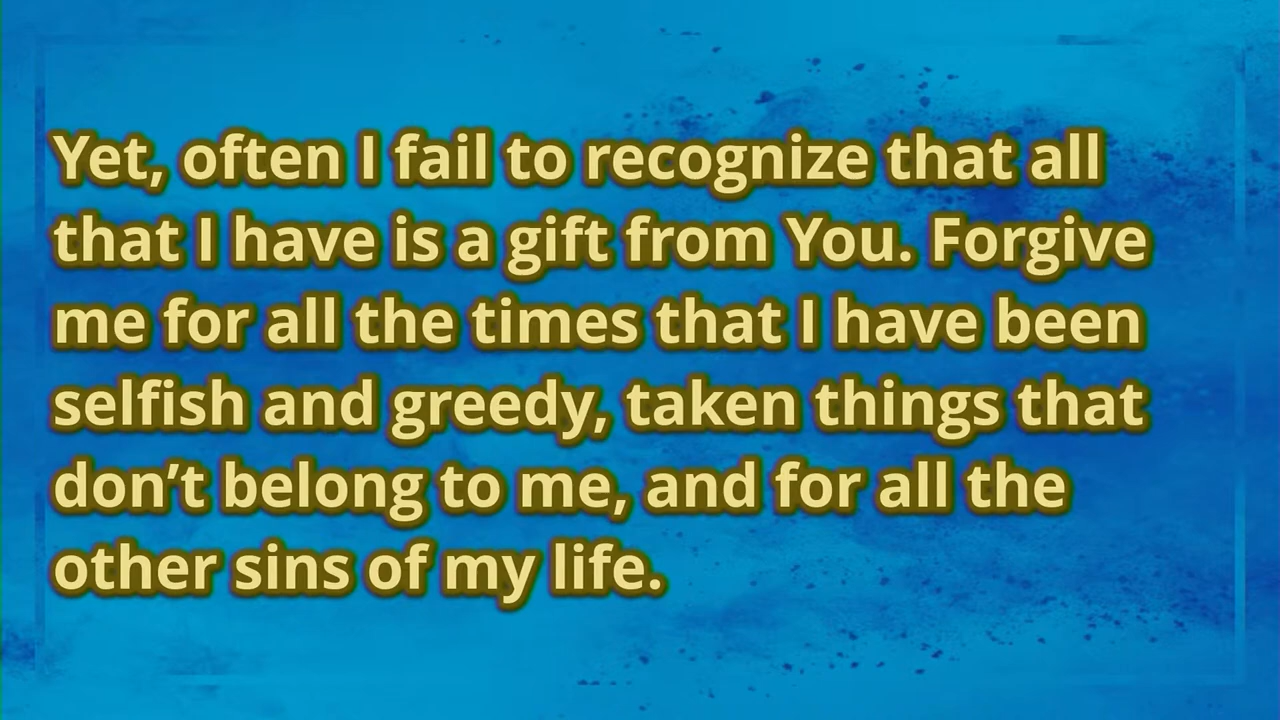 Yet, often I fail to recognize that all
that I have is a gift from You. Forgive
me for all the times that I have been
selfish and greedy, taken things that
don’t belong to me, and for all the
other sins of my life.